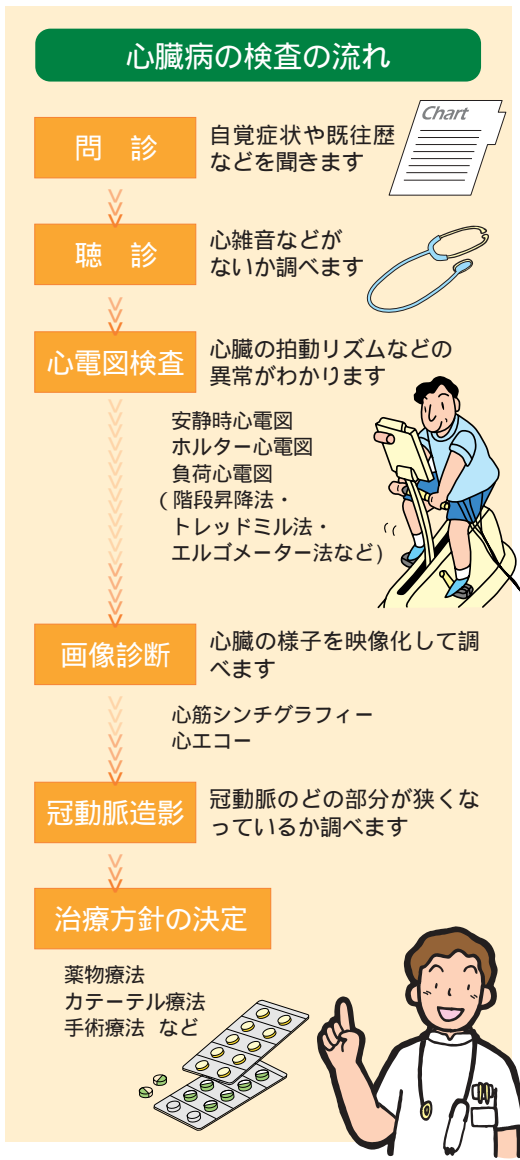 心臓病の検査の流れ
問　診
自覚症状や既往歴
などを聞きます
Chart
聴　診
心雑音などが
ないか調べます
心電図検査
心臓の拍動リズムなどの
異常がわかります
安静時心電図
ホルター心電図
負荷心電図
(階段昇降法・
トレッドミル法・
エルゴメーター法など)
画像診断
心臓の様子を映像化して調
べます
心筋シンチグラフィー
心エコー
冠動脈造影
冠動脈のどの部分が狭くな
っているか調べます
治療方針の決定
薬物療法
カテーテル療法
手術療法 など